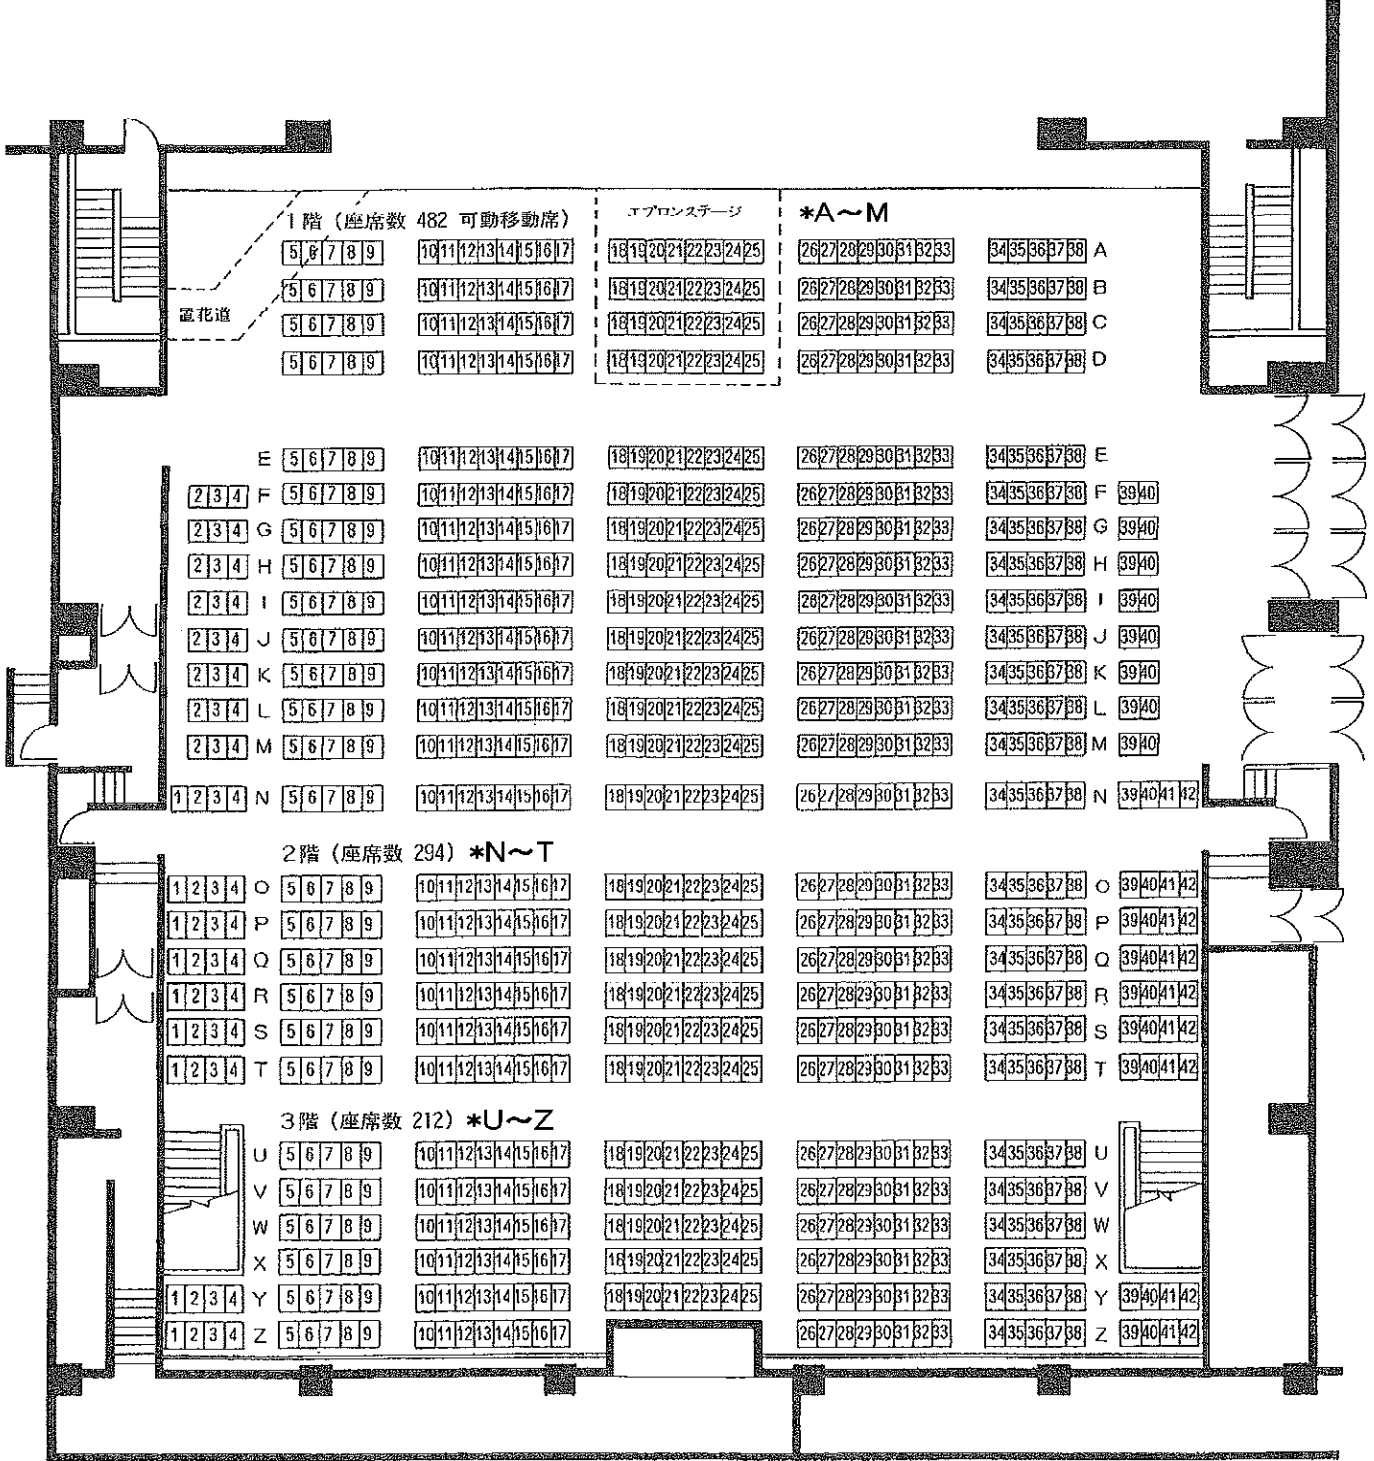 1階（座席数 482 可動移動席） エプロンステージ *A～M
5 6 7 8 9 10 11 12 13 14 15 16 17 18 19 20 21 22 23 24 25 26 27 28 29 30 31 32 33 34 35 36 37 38 A
5 6 7 8 9 10 11 12 13 14 15 16 17 18 19 20 21 22 23 24 25 26 27 28 29 30 31 32 33 34 35 36 37 38 B
置花道
5 6 7 8 9 10 11 12 13 14 15 16 17 18 19 20 21 22 23 24 25 26 27 28 29 30 31 32 33 34 35 36 37 38 C
5 6 7 8 9 10 11 12 13 14 15 16 17 18 19 20 21 22 23 24 25 26 27 28 29 30 31 32 33 34 35 36 37 38 D
E 5 6 7 8 9 10 11 12 13 14 15 16 17 18 19 20 21 22 23 24 25 26 27 28 29 30 31 32 33 34 35 36 37 38 E
2 3 4 F 5 6 7 8 9 10 11 12 13 14 15 16 17 18 19 20 21 22 23 24 25 26 27 28 29 30 31 32 33 34 35 36 37 38 F 39 40
2 3 4 G 5 6 7 8 9 10 11 12 13 14 15 16 17 18 19 20 21 22 23 24 25 26 27 28 29 30 31 32 33 34 35 36 37 38 G 39 40
2 3 4 H 5 6 7 8 9 10 11 12 13 14 15 16 17 18 19 20 21 22 23 24 25 26 27 28 29 30 31 32 33 34 35 36 37 38 H 39 40
2 3 4 I 5 6 7 8 9 10 11 12 13 14 15 16 17 18 19 20 21 22 23 24 25 26 27 28 29 30 31 32 33 34 35 36 37 38 I 39 40
2 3 4 J 5 6 7 8 9 10 11 12 13 14 15 16 17 18 19 20 21 22 23 24 25 26 27 28 29 30 31 32 33 34 35 36 37 38 J 39 40
2 3 4 K 5 6 7 8 9 10 11 12 13 14 15 16 17 18 19 20 21 22 23 24 25 26 27 28 29 30 31 32 33 34 35 36 37 38 K 39 40
2 3 4 L 5 6 7 8 9 10 11 12 13 14 15 16 17 18 19 20 21 22 23 24 25 26 27 28 29 30 31 32 33 34 35 36 37 38 L 39 40
2 3 4 M 5 6 7 8 9 10 11 12 13 14 15 16 17 18 19 20 21 22 23 24 25 26 27 28 29 30 31 32 33 34 35 36 37 38 M 39 40
1 2 3 4 N 5 6 7 8 9 10 11 12 13 14 15 16 17 18 19 20 21 22 23 24 25 26 27 28 29 30 31 32 33 34 35 36 37 38 N 39 40 41 42
2階（座席数 294）*N～T
1 2 3 4 O 5 6 7 8 9 10 11 12 13 14 15 16 17 18 19 20 21 22 23 24 25 26 27 28 29 30 31 32 33 34 35 36 37 38 O 39 40 41 42
1 2 3 4 P 5 6 7 8 9 10 11 12 13 14 15 16 17 18 19 20 21 22 23 24 25 26 27 28 29 30 31 32 33 34 35 36 37 38 P 39 40 41 42
1 2 3 4 Q 5 6 7 8 9 10 11 12 13 14 15 16 17 18 19 20 21 22 23 24 25 26 27 28 29 30 31 32 33 34 35 36 37 38 Q 39 40 41 42
1 2 3 4 R 5 6 7 8 9 10 11 12 13 14 15 16 17 18 19 20 21 22 23 24 25 26 27 28 29 30 31 32 33 34 35 36 37 38 R 39 40 41 42
1 2 3 4 S 5 6 7 8 9 10 11 12 13 14 15 16 17 18 19 20 21 22 23 24 25 26 27 28 29 30 31 32 33 34 35 36 37 38 S 39 40 41 42
1 2 3 4 T 5 6 7 8 9 10 11 12 13 14 15 16 17 18 19 20 21 22 23 24 25 26 27 28 29 30 31 32 33 34 35 36 37 38 T 39 40 41 42
3階（座席数 212）*U～Z
U 5 6 7 8 9 10 11 12 13 14 15 16 17 18 19 20 21 22 23 24 25 26 27 28 29 30 31 32 33 34 35 36 37 38 U
V 5 6 7 8 9 10 11 12 13 14 15 16 17 18 19 20 21 22 23 24 25 26 27 28 29 30 31 32 33 34 35 36 37 38 V
W 5 6 7 8 9 10 11 12 13 14 15 16 17 18 19 20 21 22 23 24 25 26 27 28 29 30 31 32 33 34 35 36 37 38 W
X 5 6 7 8 9 10 11 12 13 14 15 16 17 18 19 20 21 22 23 24 25 26 27 28 29 30 31 32 33 34 35 36 37 38 X
1 2 3 4 Y 5 6 7 8 9 10 11 12 13 14 15 16 17 18 19 20 21 22 23 24 25 26 27 28 29 30 31 32 33 34 35 36 37 38 Y 39 40 41 42
1 2 3 4 Z 5 6 7 8 9 10 11 12 13 14 15 16 17 26 27 28 29 30 31 32 33 34 35 36 37 38 Z 39 40 41 42